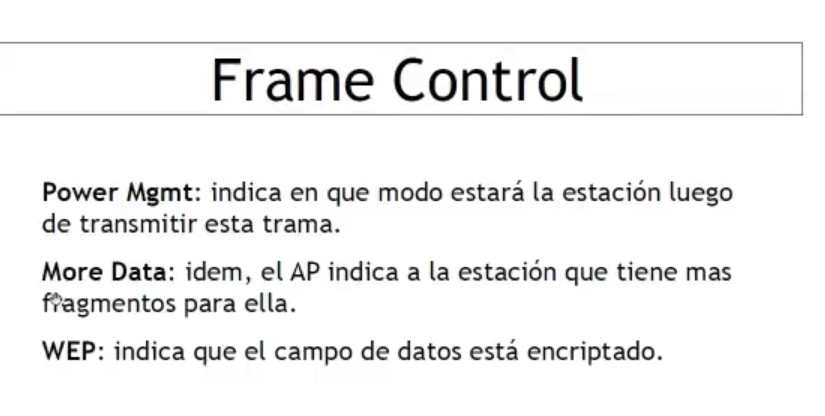 Frame Control
Power Mgmt: indica en que modo estará la estación luego
de transmitir esta trama.
More Data: idem, el AP indica a la estación que tiene mas
fragmentos para ella.
WEP: indica que el campo de datos está encriptado.